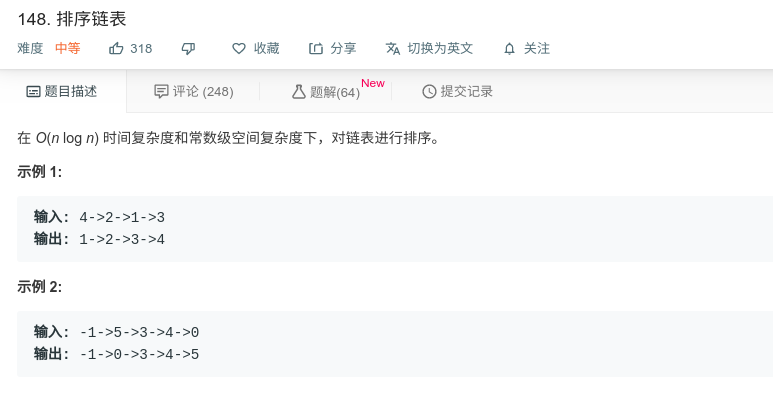 148. 排序链表
难度 中等 318 收藏 分享 切换为英文 关注
题目描述 评论 (248) 题解(64) New 提交记录
在 O(n log n) 时间复杂度和常数级空间复杂度下，对链表进行排序。
示例 1:
输入: 4->2->1->3
输出: 1->2->3->4
示例 2:
输入: -1->5->3->4->0
输出: -1->0->3->4->5